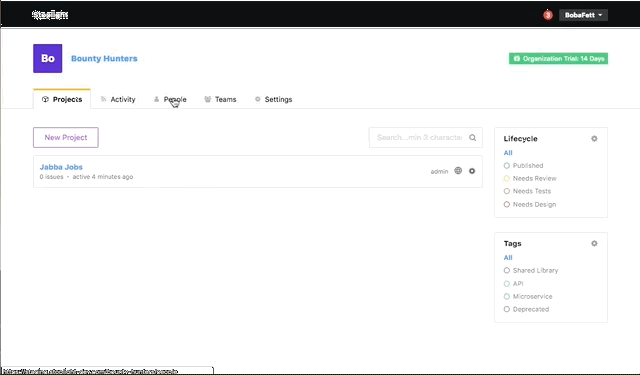 Stoplight
3
BobaFett
Bo
Bounty Hunters
Organization Trial: 14 Days
Projects
Activity
People
Teams
Settings
New Project
Search...min 3 character
Jabba Jobs
0 issues • active 4 minutes ago
admin
Lifecycle
All
Published
Needs Review
Needs Tests
Needs Design
Tags
All
Shared Library
API
Microservice
Deprecated